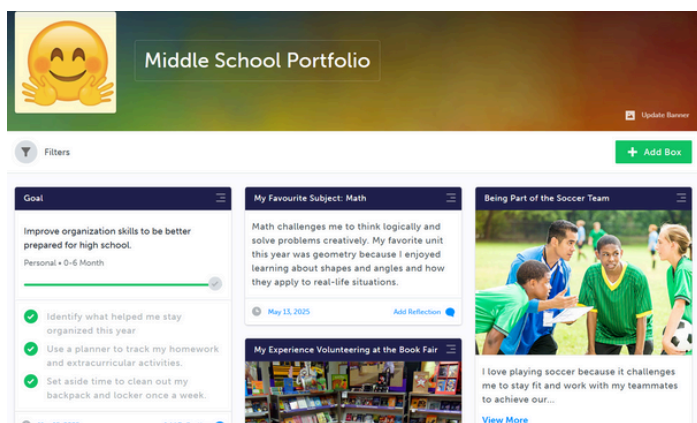 Middle School Portfolio
Update Banner
Filters
+ Add Box
Goal
Improve organization skills to be better
prepared for high school.
Personal • 0-6 Month
Identify what helped me stay
organized this year
Use a planner to track my homework
and extracurricular activities.
Set aside time to clean out my
backpack and locker once a week.
My Favourite Subject: Math
Math challenges me to think logically and
solve problems creatively. My favorite unit
this year was geometry because I enjoyed
learning about shapes and angles and how
they apply to real-life situations.
May 13, 2025
Add Reflection
My Experience Volunteering at the Book Fair
Being Part of the Soccer Team
I love playing soccer because it challenges
me to stay fit and work with my teammates
to achieve our...
View More